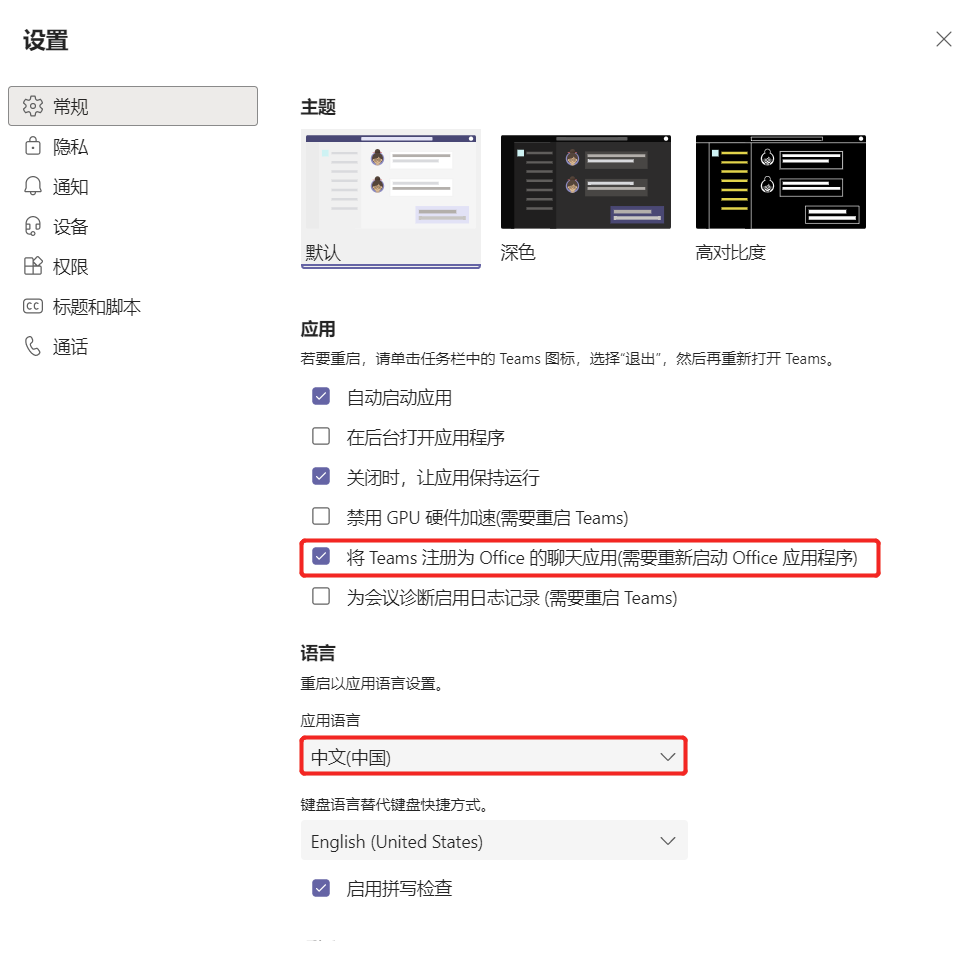 设置
常规
隐私
通知
设备
权限
标题和脚本
通话
主题
默认
深色
高对比度
应用
若要重启，请单击任务栏中的 Teams 图标，选择“退出”，然后再重新打开 Teams。
自动启动应用
在后台打开应用程序
关闭时，让应用保持运行
禁用 GPU 硬件加速(需要重启 Teams)
将 Teams 注册为 Office 的聊天应用(需要重新启动 Office 应用程序)
为会议诊断启用日志记录 (需要重启 Teams)
语言
重启以应用语言设置。
应用语言
中文(中国)
键盘语言替代键盘快捷方式。
English (United States)
启用拼写检查